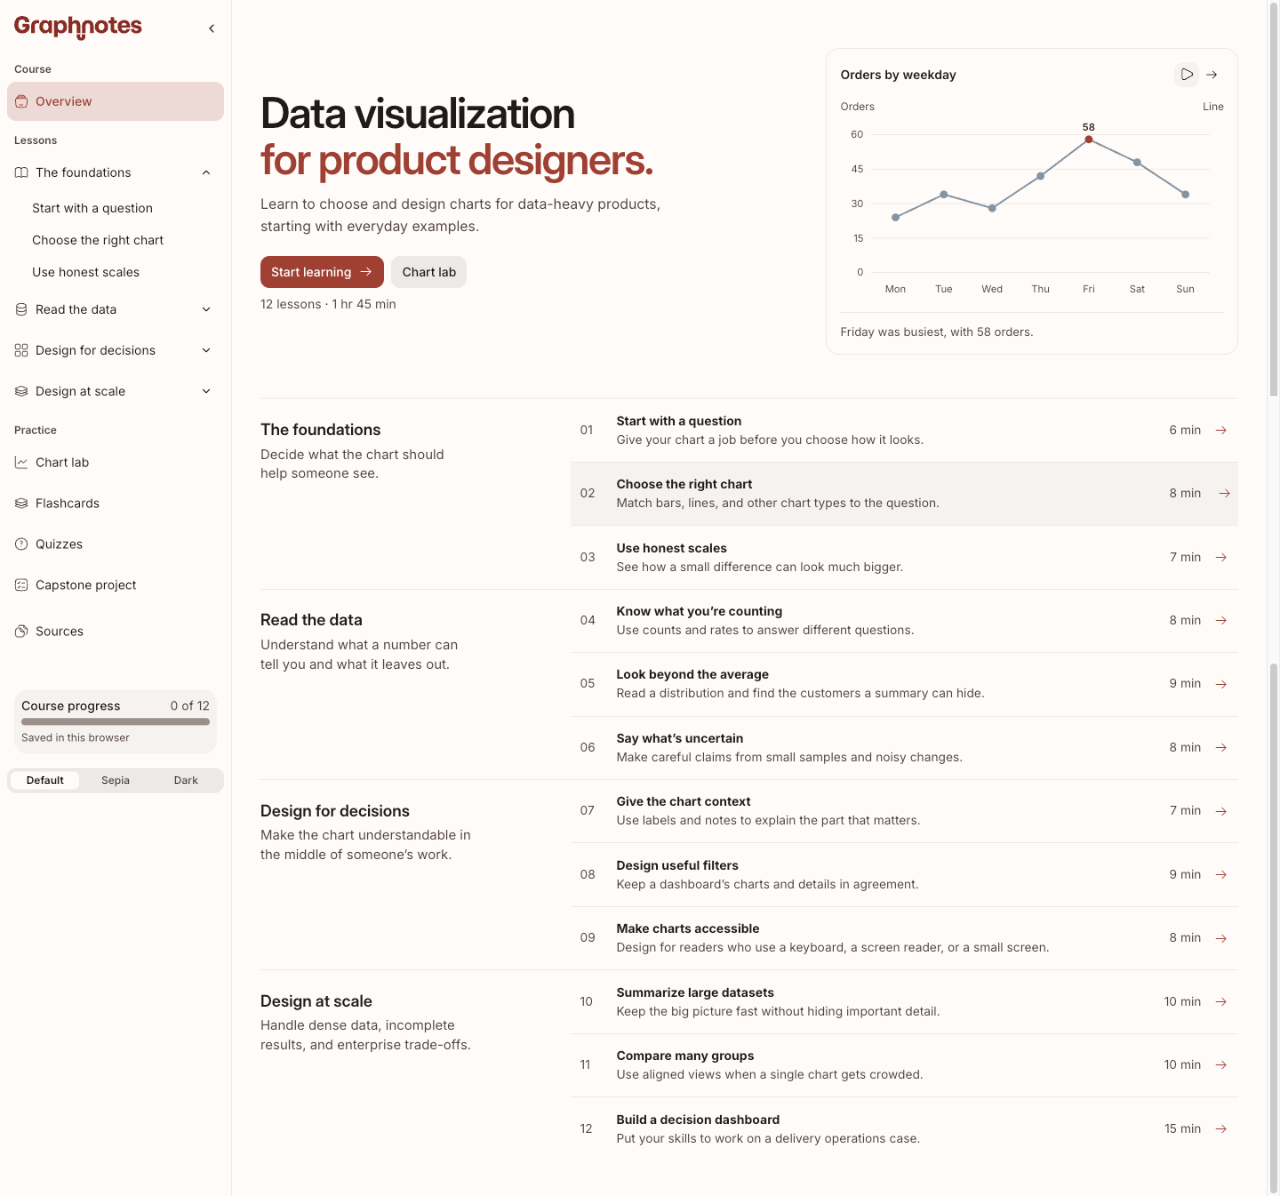 Graphnotes
Course
Overview
Lessons
The foundations
Start with a question
Choose the right chart
Use honest scales
Read the data
Design for decisions
Design at scale
Practice
Chart lab
Flashcards
Quizzes
Capstone project
Sources
Course progress 0 of 12
Saved in this browser
Default Sepia Dark
Data visualization
for product designers.
Learn to choose and design charts for data-heavy products,
starting with everyday examples.
Start learning
Chart lab
12 lessons · 1 hr 45 min
Orders by weekday
Orders Line
58
60
45
30
15
0
Mon Tue Wed Thu Fri Sat Sun
Friday was busiest, with 58 orders.
The foundations
Decide what the chart should
help someone see.
01 Start with a question 6 min
Give your chart a job before you choose how it looks.
02 Choose the right chart 8 min
Match bars, lines, and other chart types to the question.
03 Use honest scales 7 min
See how a small difference can look much bigger.
Read the data
Understand what a number can
tell you and what it leaves out.
04 Know what you’re counting 8 min
Use counts and rates to answer different questions.
05 Look beyond the average 9 min
Read a distribution and find the customers a summary can hide.
06 Say what’s uncertain 8 min
Make careful claims from small samples and noisy changes.
Design for decisions
Make the chart understandable in
the middle of someone’s work.
07 Give the chart context 7 min
Use labels and notes to explain the part that matters.
08 Design useful filters 9 min
Keep a dashboard’s charts and details in agreement.
09 Make charts accessible 8 min
Design for readers who use a keyboard, a screen reader, or a small screen.
Design at scale
Handle dense data, incomplete
results, and enterprise trade-offs.
10 Summarize large datasets 10 min
Keep the big picture fast without hiding important detail.
11 Compare many groups 10 min
Use aligned views when a single chart gets crowded.
12 Build a decision dashboard 15 min
Put your skills to work on a delivery operations case.